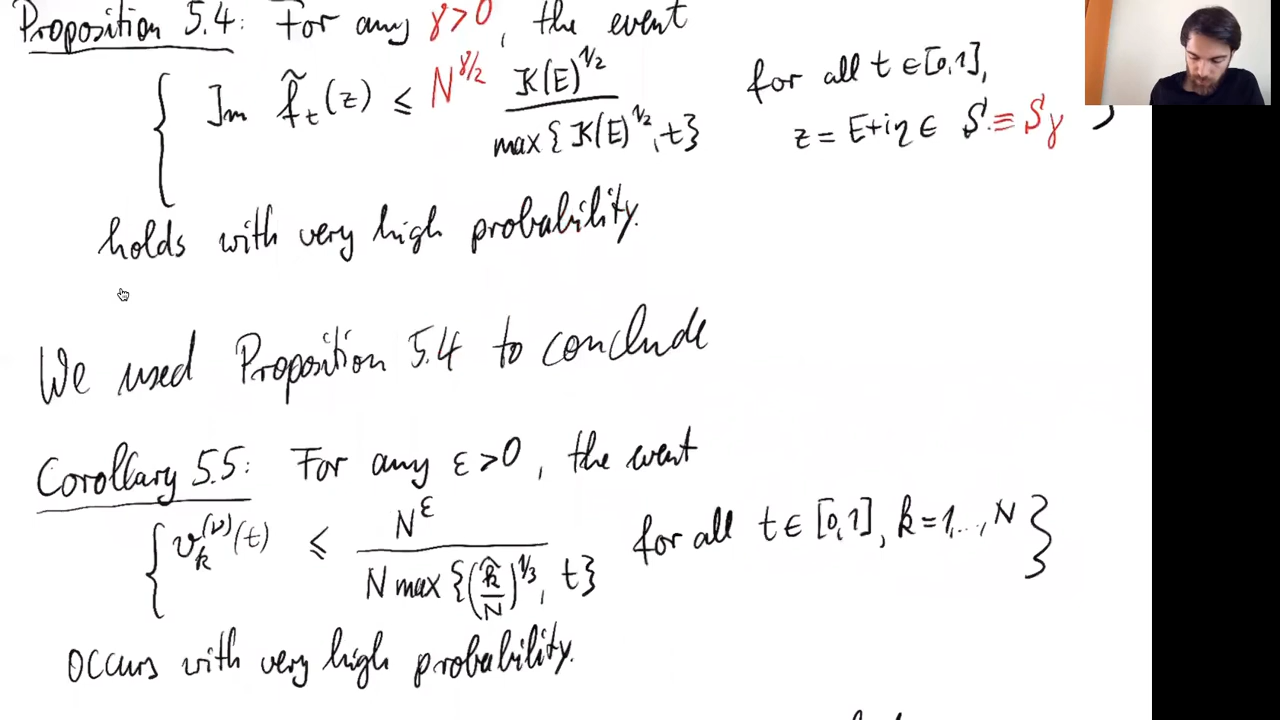 Proposition 5.4: For any γ>0, the event
{ Im f̃_t(z) ≤ N^{γ/2} K(E)^{1/2} / max{K(E)^{1/2}, t} for all t ∈ [0,1], z = E+iη ∈ S ≡ S_γ }
holds with very high probability.
We used Proposition 5.4 to conclude
Corollary 5.5: For any ε>0, the event
{ v_k^{(ν)}(t) ≤ N^ε / N max{(k̂/N)^{1/3}, t} for all t ∈ [0,1], k=1,..., N }
occurs with very high probability.